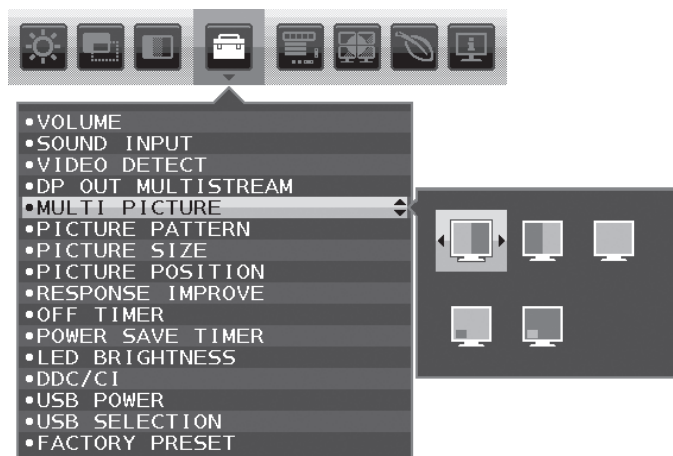 •VOLUME
•SOUND INPUT
•VIDEO DETECT
•DP OUT MULTISTREAM
•MULTI PICTURE
•PICTURE PATTERN
•PICTURE SIZE
•PICTURE POSITION
•RESPONSE IMPROVE
•OFF TIMER
•POWER SAVE TIMER
•LED BRIGHTNESS
•DDC/CI
•USB POWER
•USB SELECTION
•FACTORY PRESET